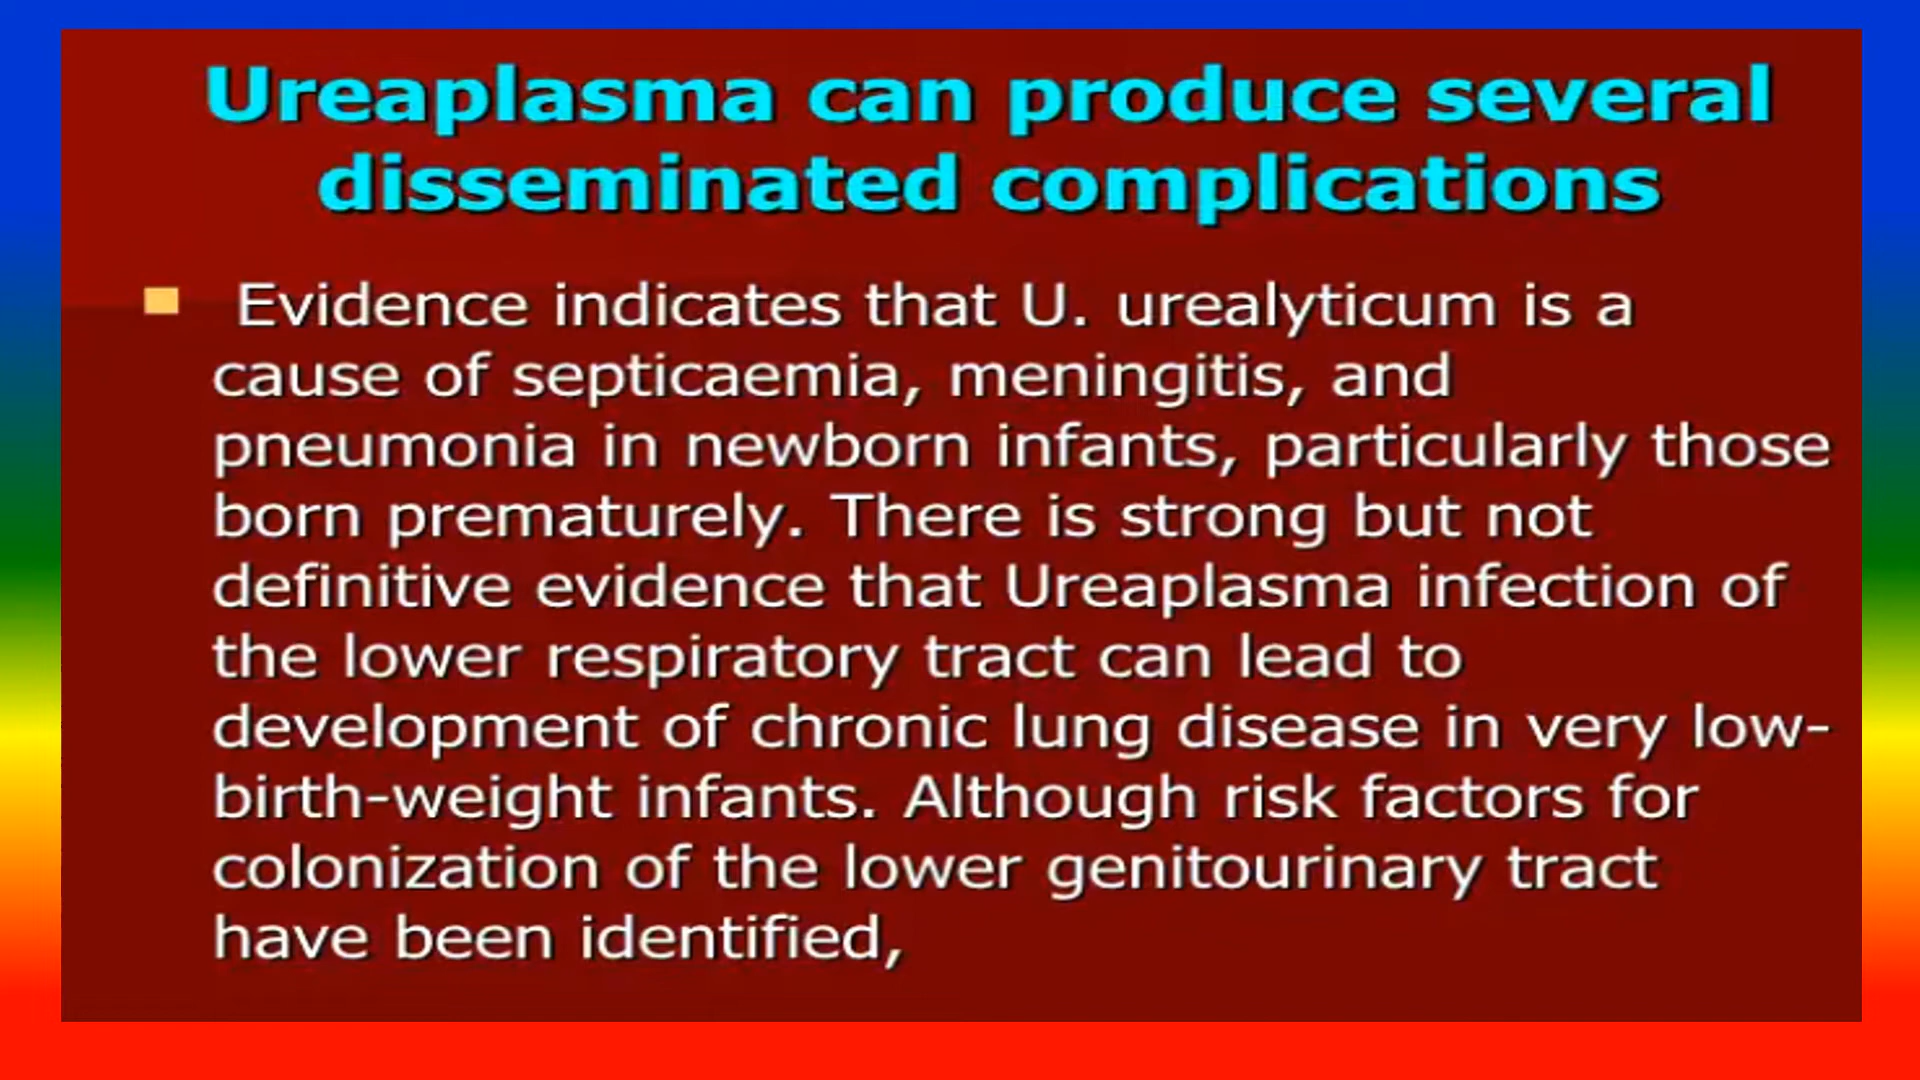 Ureaplasma can produce several
disseminated complications
Evidence indicates that U. urealyticum is a
cause of septicaemia, meningitis, and
pneumonia in newborn infants, particularly those
born prematurely. There is strong but not
definitive evidence that Ureaplasma infection of
the lower respiratory tract can lead to
development of chronic lung disease in very low-
birth-weight infants. Although risk factors for
colonization of the lower genitourinary tract
have been identified,